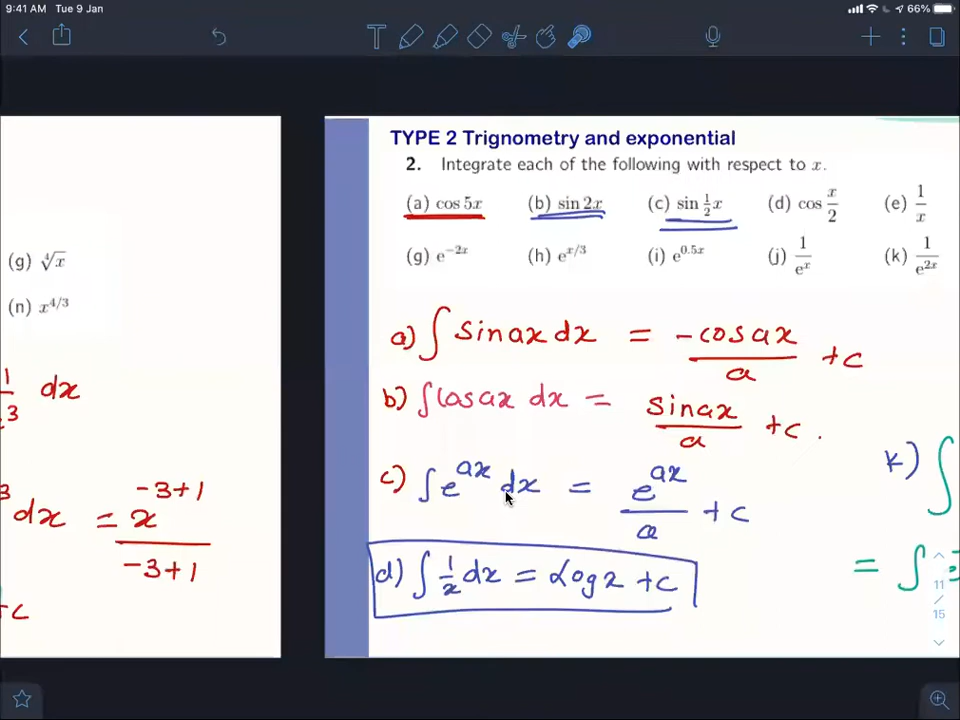 9:41 AM Tue 9 Jan
66%
TYPE 2 Trignometry and exponential
2. Integrate each of the following with respect to x.
(a) cos 5x (b) sin 2x (c) sin ½x (d) cos x/2 (e) 1/x
(g) e^{-2x} (h) e^{x/3} (i) e^{0.5x} (j) 1/e^x (k) 1/e^{2x}
a) ∫ sin ax dx = -cos ax/a + c
b) ∫ cos ax dx = sin ax/a + c.
c) ∫ e^{ax} dx = e^{ax}/a + c
d) ∫ 1/x dx = Log x + c
k) ∫
= ∫
(g) ∜x
(n) x^{4/3}
dx
dx = x^{-3+1}/-3+1
+c
11
/
15